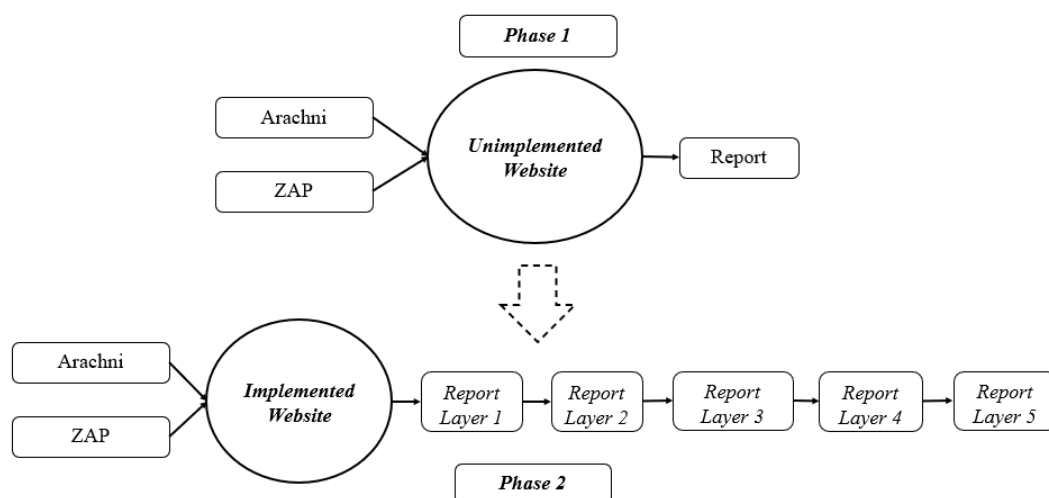 Phase 1
Arachni
ZAP
Unimplemented
Website
Report
Arachni
ZAP
Implemented
Website
Report
Layer 1
Report
Layer 2
Report
Layer 3
Report
Layer 4
Report
Layer 5
Phase 2